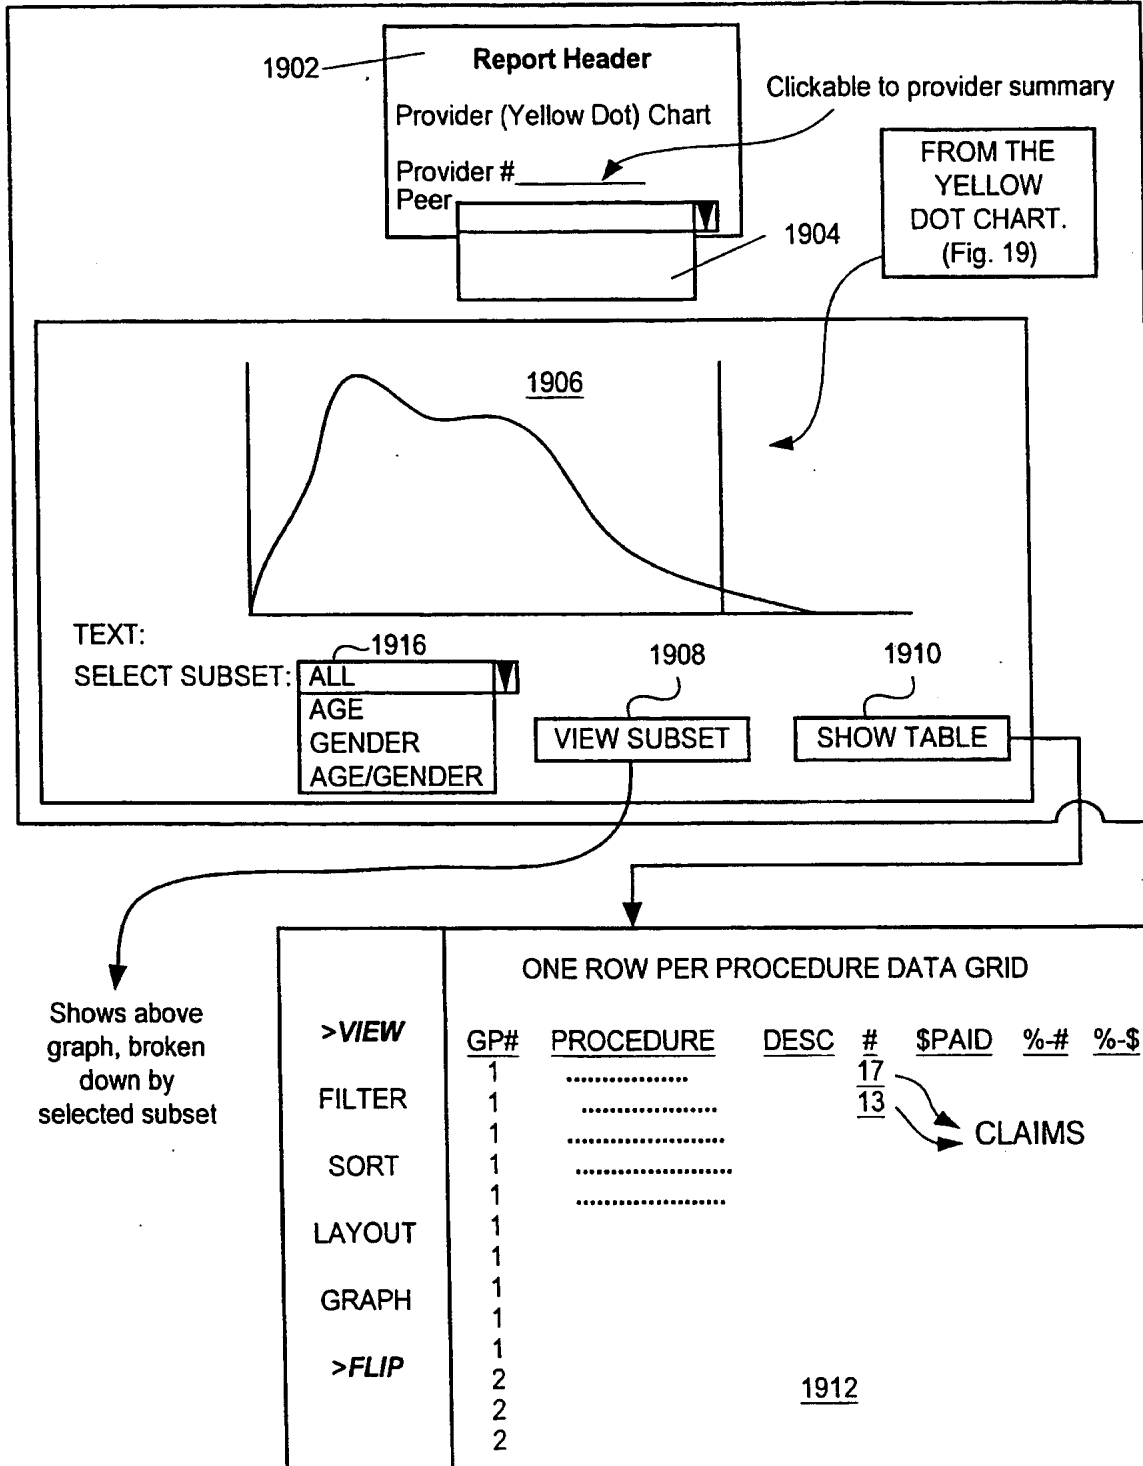 1902
Report Header
Provider (Yellow Dot) Chart
Provider #
Peer
Clickable to provider summary
FROM THE
YELLOW
DOT CHART.
(Fig. 19)
1904
1906
TEXT:
SELECT SUBSET:
1916
ALL
AGE
GENDER
AGE/GENDER
1908
VIEW SUBSET
1910
SHOW TABLE
Shows above
graph, broken
down by
selected subset
>VIEW
FILTER
SORT
LAYOUT
GRAPH
>FLIP
ONE ROW PER PROCEDURE DATA GRID
GP# PROCEDURE DESC # $PAID %-# %-$
1 .................. 17
1 .................... 13
1 .......................
1 .......................
1 ......................
CLAIMS
1
1
1
1
1
2
2
2
1912